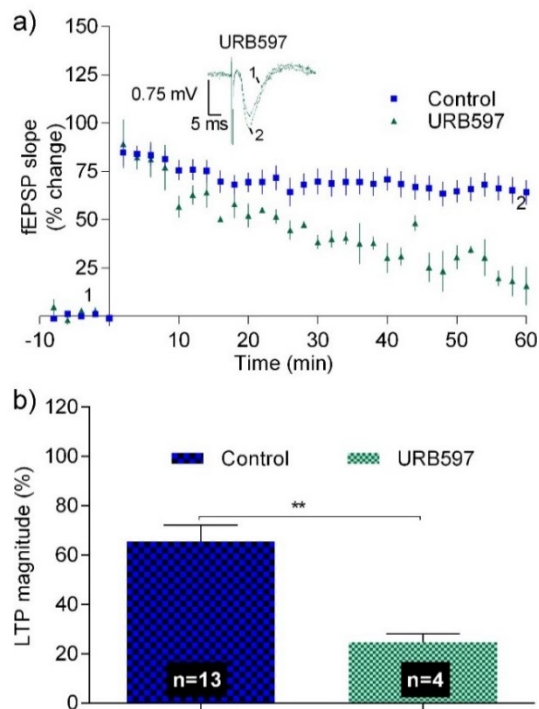 a)
URB597
150
125
100
75
50
25
fEPSP slope
(% change)
0.75 mV
5 ms
1
2
Control
URB597
1
2
-10 10 20 30 40 50 60
Time (min)
b)
120
100
80
60
40
20
0
LTP magnitude (%)
Control URB597
**
n=13 n=4